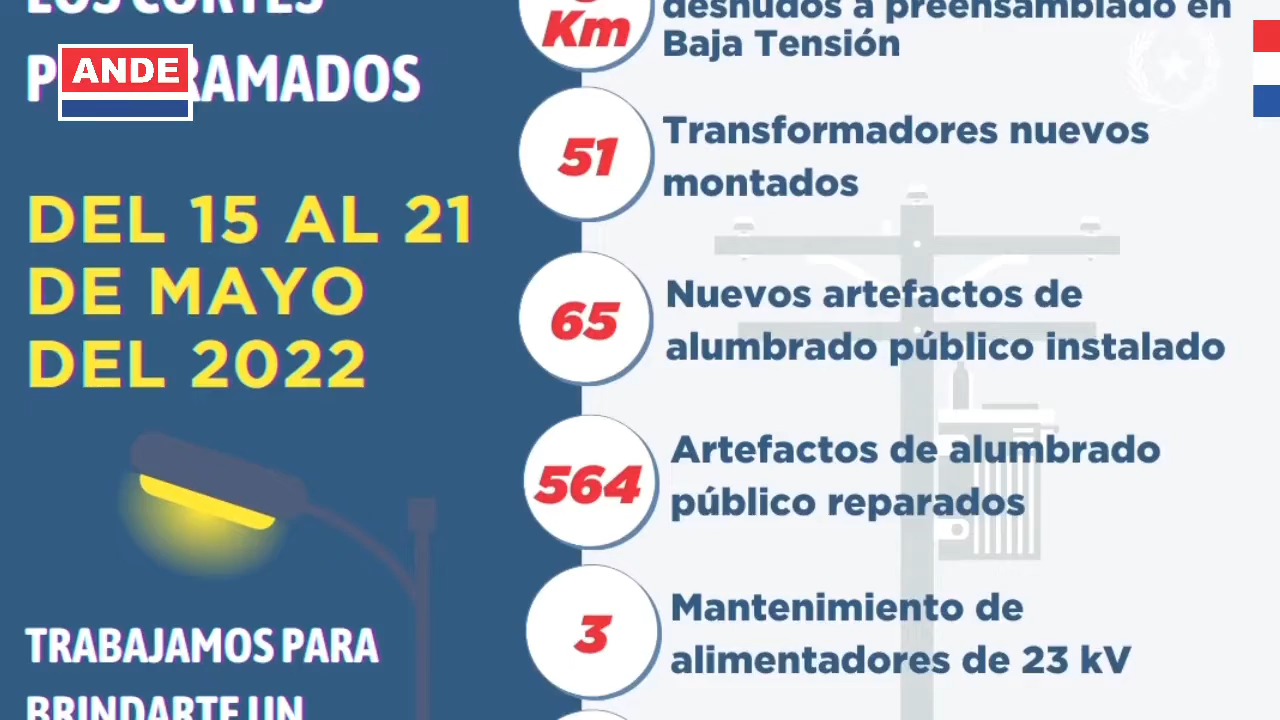 LOS CORTES
ANDE
DEL 15 AL 21
DE MAYO
DEL 2022
TRABAJAMOS PARA
BRINDARTE UN
Km
desnudos a preensamblado en
Baja Tensión
51
Transformadores nuevos
montados
65
Nuevos artefactos de
alumbrado público instalado
564
Artefactos de alumbrado
público reparados
3
Mantenimiento de
alimentadores de 23 kV